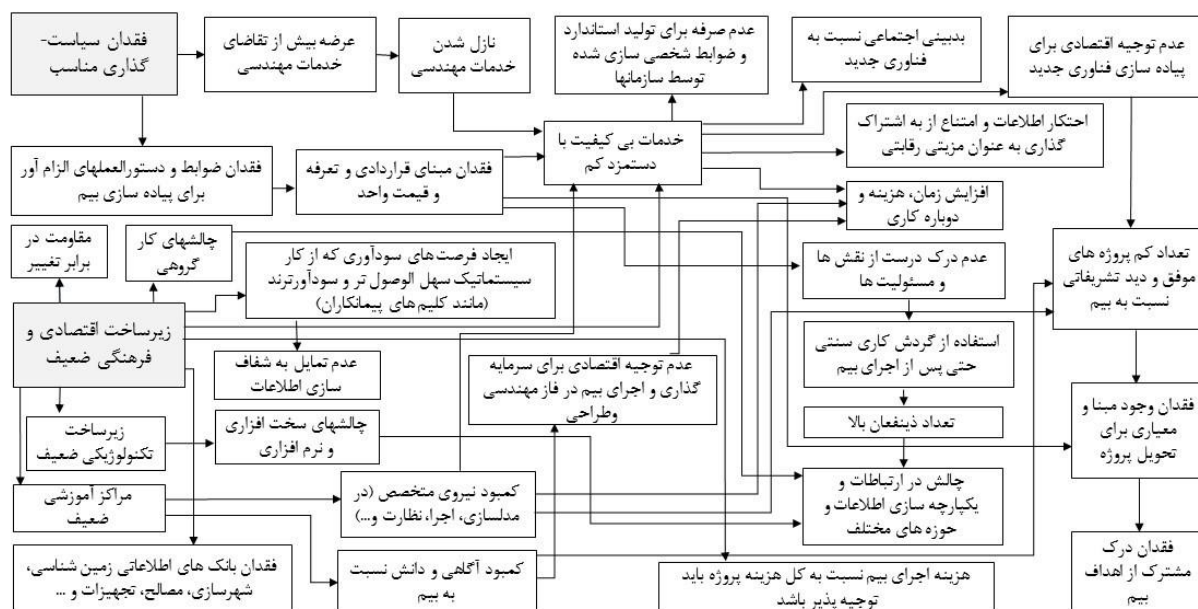 فقدان سیاست-
گذاری مناسب
عرضه بیش از تقاضای
خدمات مهندسی
نازل شدن
خدمات مهندسی
عدم صرفه برای تولید استاندارد
و ضوابط شخصی سازی شده
توسط سازمانها
بدبینی اجتماعی نسبت به
فناوری جدید
عدم توجیه اقتصادی برای
پیاده سازی فناوری جدید
فقدان ضوابط و دستورالعملهای الزام آور
برای پیاده سازی بیم
فقدان مبنای قراردادی و تعرفه
و قیمت واحد
خدمات بی کیفیت با
دستمزد کم
احتکار اطلاعات و امتناع از به اشتراک
گذاری به عنوان مزیتی رقابتی
افزایش زمان، هزینه و
دوباره کاری
مقاومت در
برابر تغییر
چالشهای کار
گروهی
ایجاد فرصت‌های سودآوری که از کار
سیستماتیک سهل الوصول تر و سودآورترند
(مانند کلیم‌های پیمانکاران)
عدم درک درست از نقش ها
و مسئولیت ها
تعداد کم پروژه های
موفق و دید تشریفاتی
نسبت به بیم
زیرساخت اقتصادی و
فرهنگی ضعیف
عدم تمایل به شفاف
سازی اطلاعات
عدم توجیه اقتصادی برای سرمایه
گذاری و اجرای بیم در فاز مهندسی
وطراحی
استفاده از گردش کاری سنتی
حتی پس از اجرای بیم
زیرساخت
تکنولوژیکی ضعیف
چالشهای سخت افزاری
و نرم افزاری
تعداد ذینفعان بالا
فقدان وجود مبنا و
معیاری برای
تحویل پروژه
مراکز آموزشی
ضعیف
کمبود نیروی متخصص (در
مدلسازی، اجرا، نظارت و...)
چالش در ارتباطات و
یکپارچه سازی اطلاعات و
حوزه های مختلف
فقدان بانک های اطلاعاتی زمین شناسی،
شهرسازی، مصالح، تجهیزات و ...
کمبود آگاهی و دانش نسبت
به بیم
هزینه اجرای بیم نسبت به کل هزینه پروژه باید
توجیه پذیر باشد
فقدان درک
مشترک از اهداف
بیم